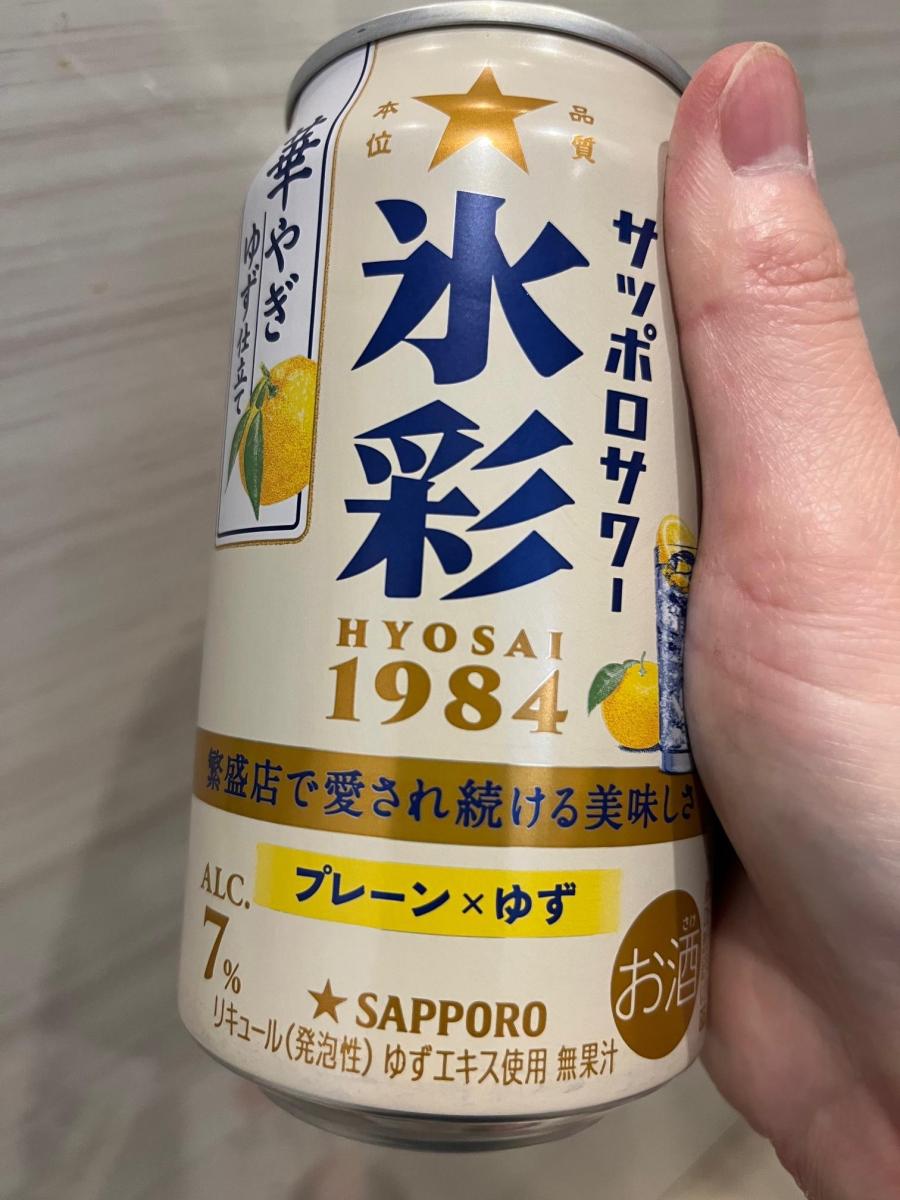 本位
品質
華やぎ
ゆず仕立て
氷彩
サッポロサワー
HYOSAI
1984
繁盛店で愛され続ける美味しさ
プレーン×ゆず
ALC.
7%
さけ
お酒
SAPPORO
リキュール(発泡性) ゆずエキス使用 無果汁